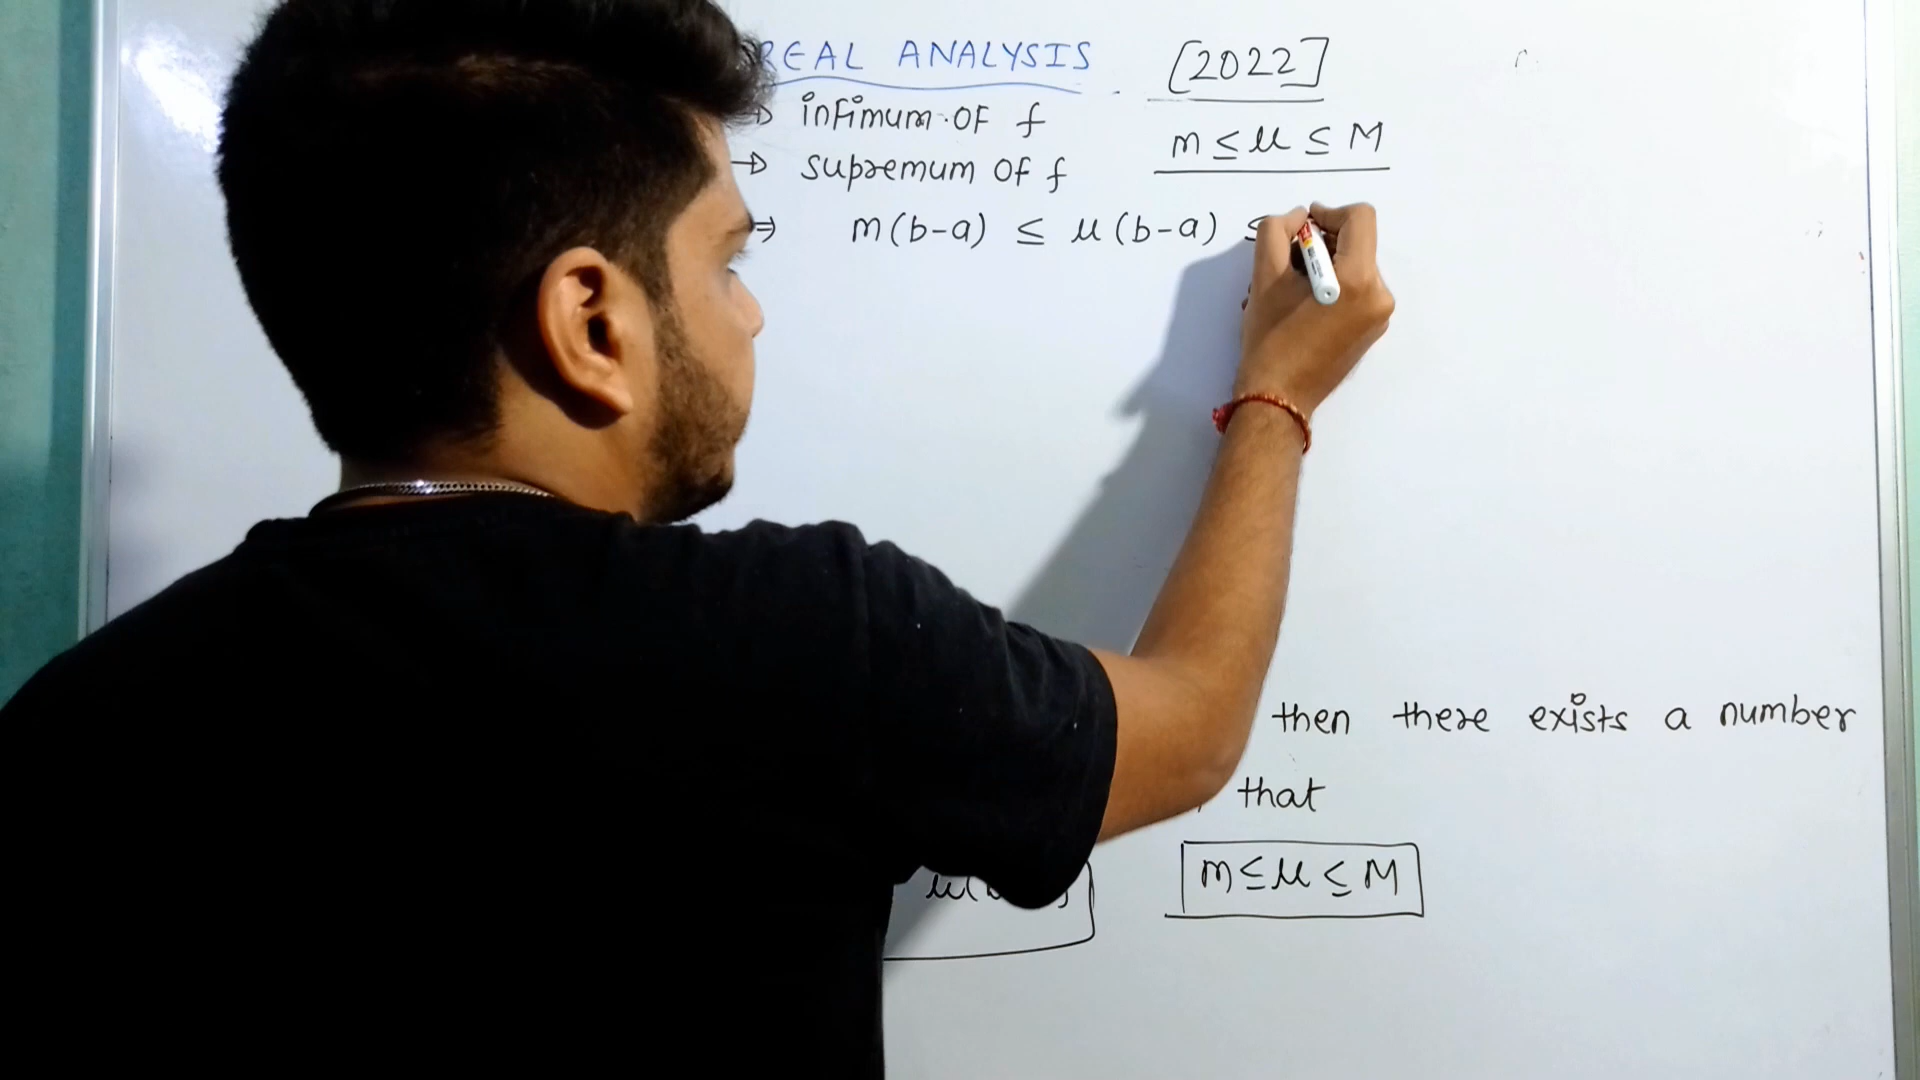 REAL ANALYSIS [2022]
→ infimum OF f
m ≤ μ ≤ M
→ supremum OF f
⇒ m(b-a) ≤ μ(b-a) ≤
then there exists a number
that
m ≤ μ ≤ M